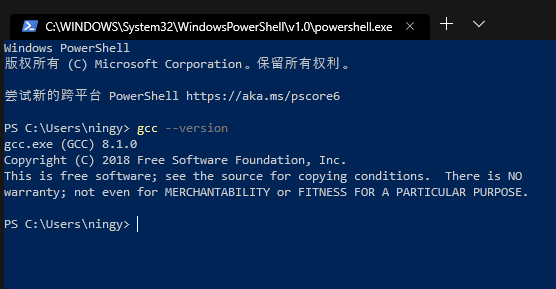 C:\WINDOWS\System32\WindowsPowerShell\v1.0\powershell.exe
Windows PowerShell
版权所有 (C) Microsoft Corporation。保留所有权利。
尝试新的跨平台 PowerShell https://aka.ms/pscore6
PS C:\Users\ningy> gcc --version
gcc.exe (GCC) 8.1.0
Copyright (C) 2018 Free Software Foundation, Inc.
This is free software; see the source for copying conditions.  There is NO
warranty; not even for MERCHANTABILITY or FITNESS FOR A PARTICULAR PURPOSE.
PS C:\Users\ningy>